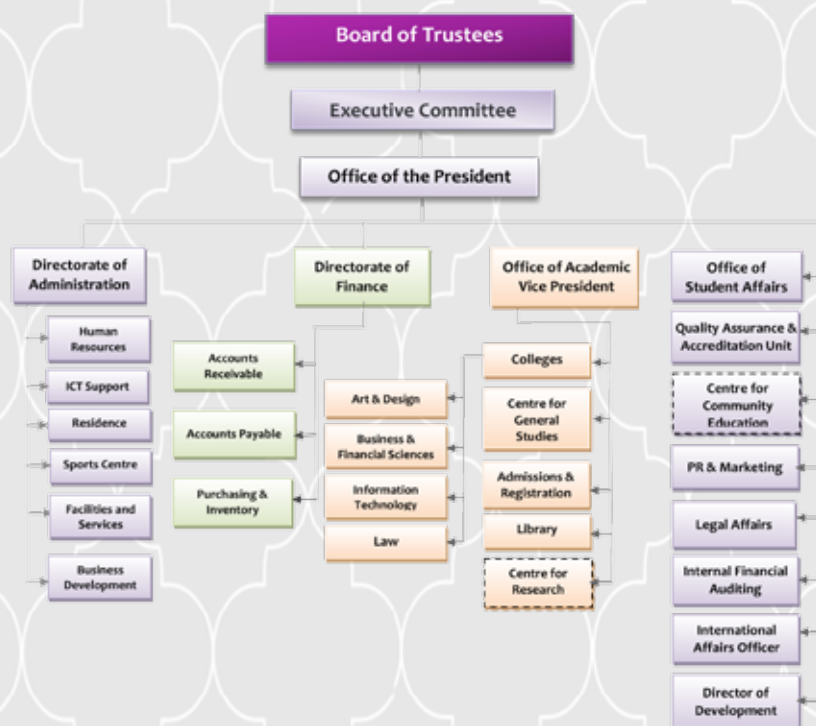 Board of Trustees
Executive Committee
Office of the President
Directorate of
Administration
Human
Resources
ICT Support
Residence
Sports Centre
Facilities and
Services
Business
Development
Directorate of
Finance
Accounts
Receivable
Accounts Payable
Purchasing &
Inventory
Office of Academic
Vice President
Colleges
Art & Design
Business &
Financial Sciences
Information
Technology
Law
Centre for
General
Studies
Admissions &
Registration
Library
Centre for
Research
Office of
Student Affairs
Quality Assurance &
Accreditation Unit
Centre for
Community
Education
PR & Marketing
Legal Affairs
Internal Financial
Auditing
International
Affairs Officer
Director of
Development